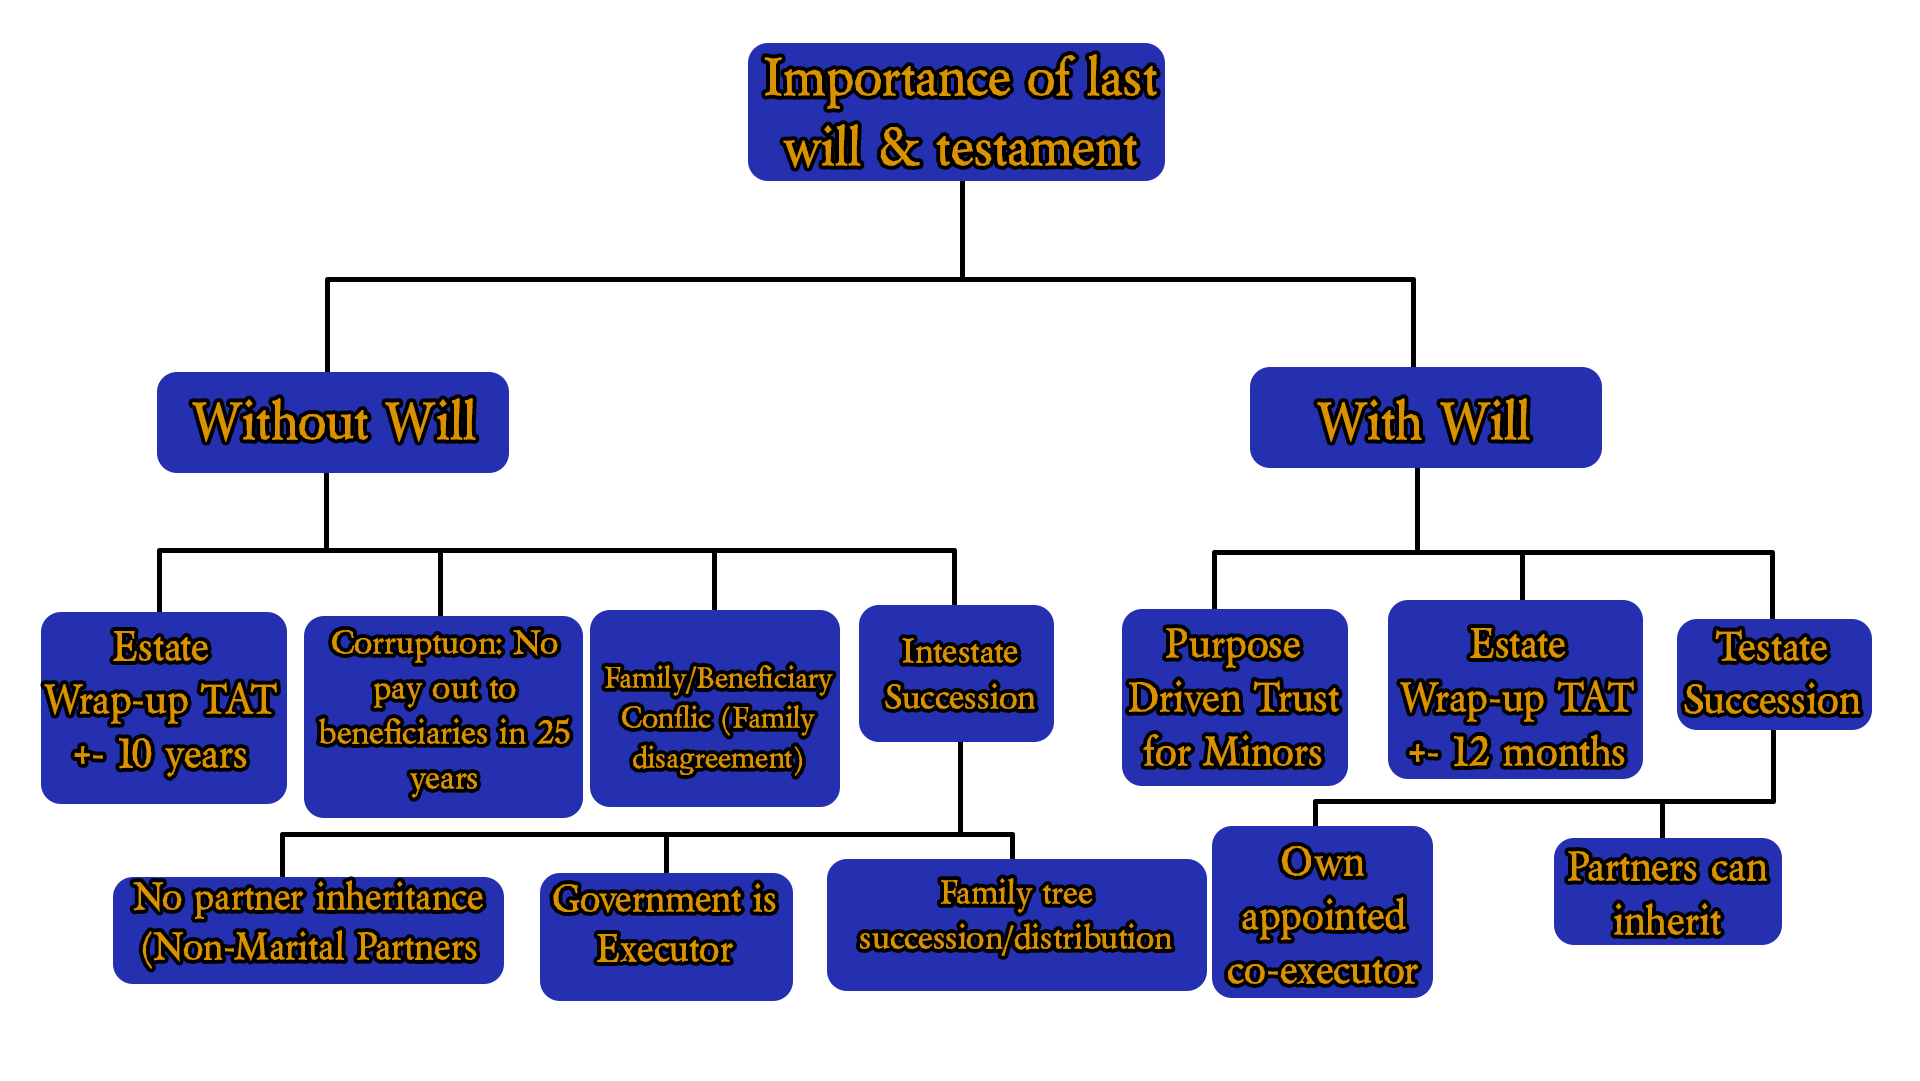 Importance of last
will & testament
Without Will
With Will
Estate
Wrap-up TAT
+- 10 years
Corruptuon: No
pay out to
beneficiaries in 25
years
Family/Beneficiary
Conflic (Family
disagreement)
Intestate
Succession
Purpose
Driven Trust
for Minors
Estate
Wrap-up TAT
+- 12 months
Testate
Succession
No partner inheritance
(Non-Marital Partners
Government is
Executor
Family tree
succession/distribution
Own
appointed
co-executor
Partners can
inherit